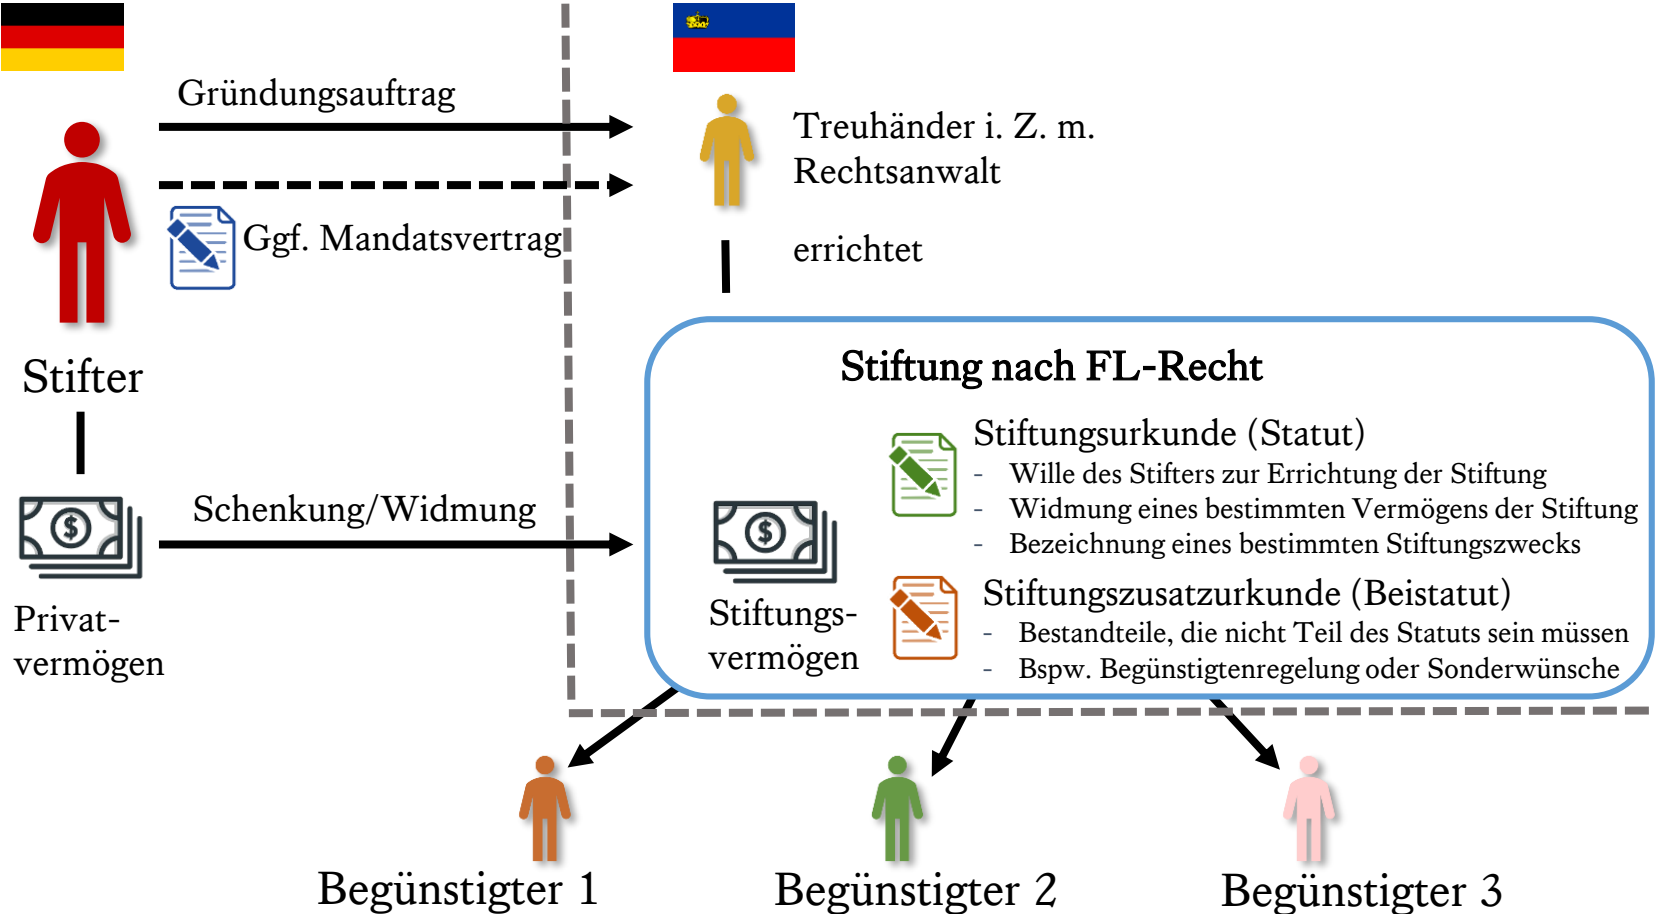 Gründungsauftrag
Treuhänder i. Z. m.
Rechtsanwalt
Ggf. Mandatsvertrag
errichtet
Stifter
Stiftung nach FL-Recht
Stiftungsurkunde (Statut)
- Wille des Stifters zur Errichtung der Stiftung
- Widmung eines bestimmten Vermögens der Stiftung
- Bezeichnung eines bestimmten Stiftungszwecks
Schenkung/Widmung
$
$
Stiftungszusatzurkunde (Beistatut)
- Bestandteile, die nicht Teil des Statuts sein müssen
- Bspw. Begünstigtenregelung oder Sonderwünsche
Privat-
vermögen
Stiftungs-
vermögen
Begünstigter 1
Begünstigter 2
Begünstigter 3